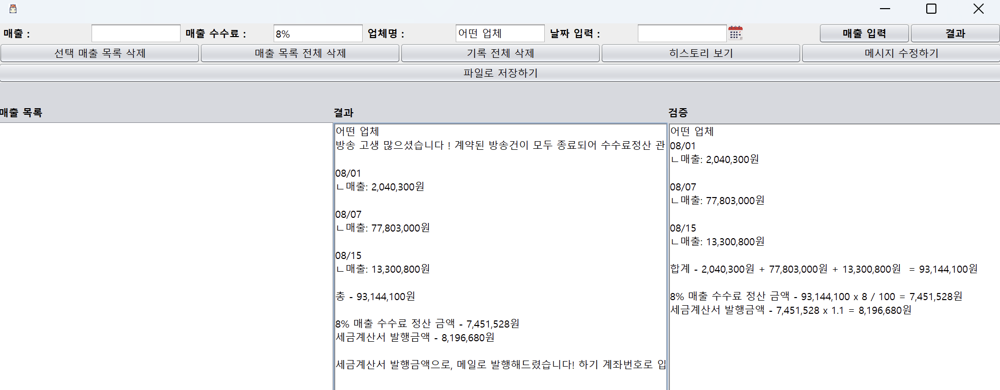 매출 :
매출 수수료 : 8%
업체명 : 어떤 업체
날짜 입력 :
매출 입력
결과
선택 매출 목록 삭제
매출 목록 전체 삭제
기록 전체 삭제
히스토리 보기
메시지 수정하기
파일로 저장하기
매출 목록
결과
어떤 업체
방송 고생 많으셨습니다 ! 계약된 방송건이 모두 종료되어 수수료정산 관
08/01
ㄴ매출: 2,040,300원
08/07
ㄴ매출: 77,803,000원
08/15
ㄴ매출: 13,300,800원
총 - 93,144,100원
8% 매출 수수료 정산 금액 - 7,451,528원
세금계산서 발행금액 - 8,196,680원
세금계산서 발행금액으로, 메일로 발행해드렸습니다! 하기 계좌번호로 입
검증
어떤 업체
08/01
ㄴ매출: 2,040,300원
08/07
ㄴ매출: 77,803,000원
08/15
ㄴ매출: 13,300,800원
합계 - 2,040,300원 + 77,803,000원 + 13,300,800원  = 93,144,100원
8% 매출 수수료 정산 금액 - 93,144,100 x 8 / 100 = 7,451,528원
세금계산서 발행금액 - 7,451,528 x 1.1 = 8,196,680원